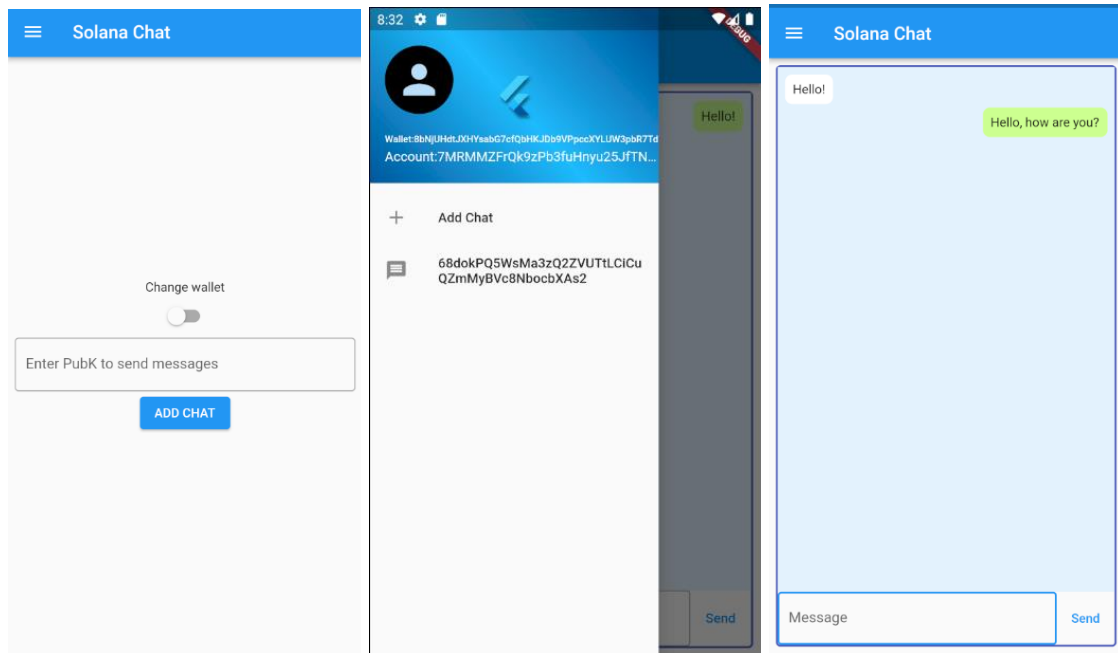 Solana Chat
Change wallet
Enter PubK to send messages
ADD CHAT
8:32
DEBUG
Hello!
Wallet:8bNjUHdtJXHYsabG7cfQbHKJDb9VPpccXYLUW3pbR7Td
Account:7MRMMZFrQk9zPb3fuHnyu25JfTN...
Add Chat
68dokPQ5WsMa3zQ2ZVUTtLCiCu
QZmMyBVc8NbocbXAs2
Send
Solana Chat
Hello!
Hello, how are you?
Message
Send